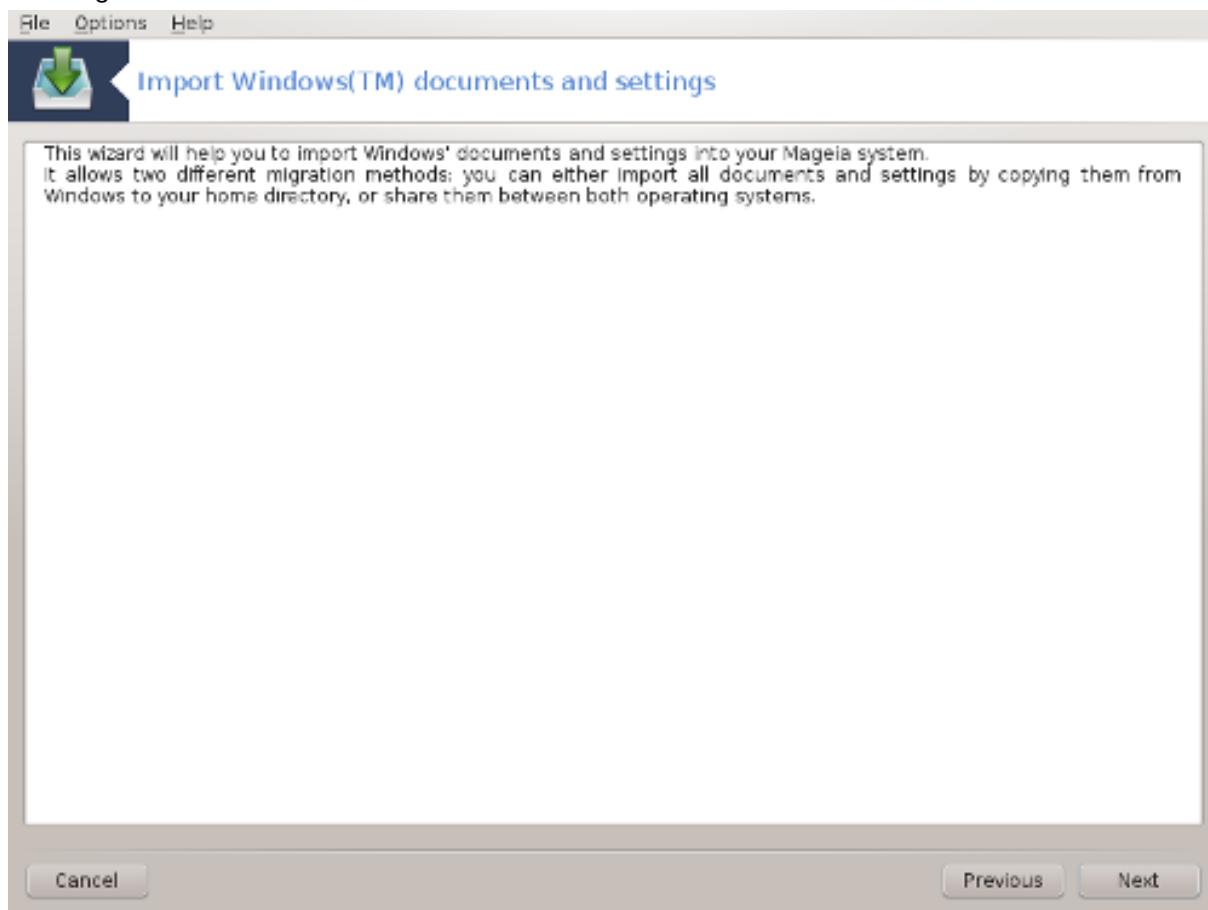 File Options Help
Import Windows(TM) documents and settings
This wizard will help you to import Windows' documents and settings into your Mageia system.
It allows two different migration methods: you can either import all documents and settings by copying them from
Windows to your home directory, or share them between both operating systems.
Cancel Previous Next